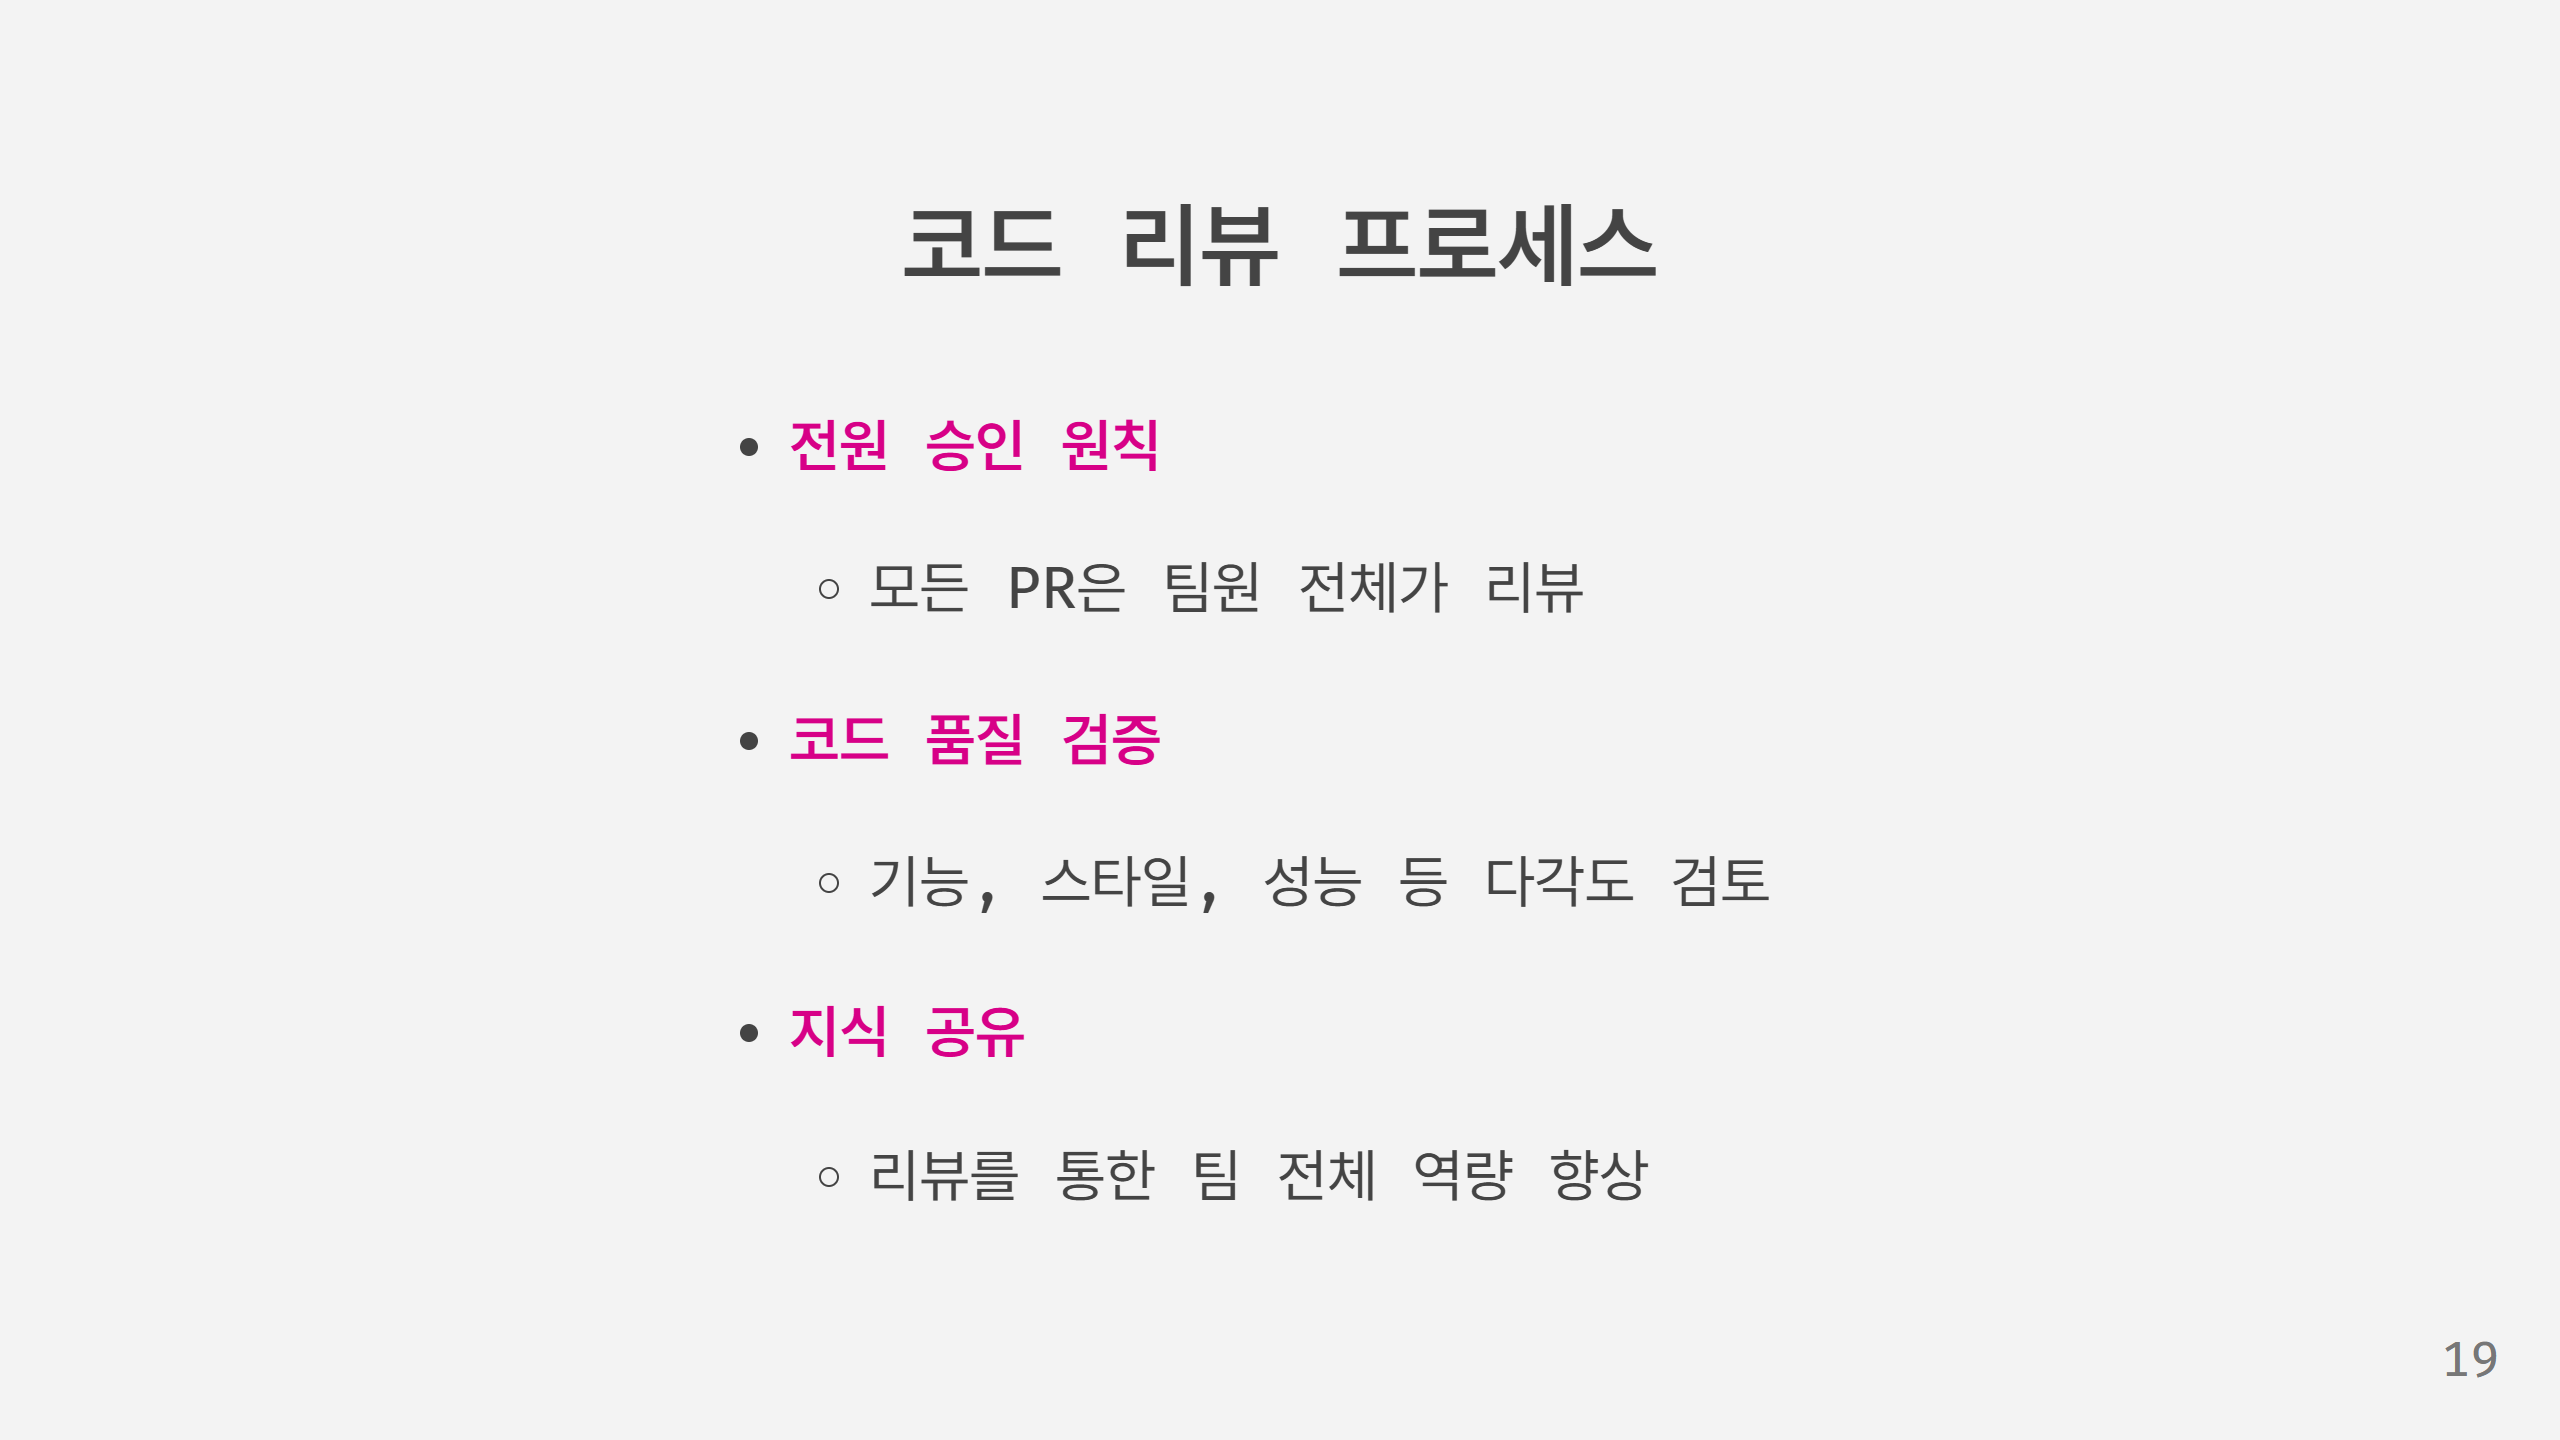 코드 리뷰 프로세스
• 전원 승인 원칙
○ 모든 PR은 팀원 전체가 리뷰
• 코드 품질 검증
○ 기능, 스타일, 성능 등 다각도 검토
• 지식 공유
○ 리뷰를 통한 팀 전체 역량 향상
19